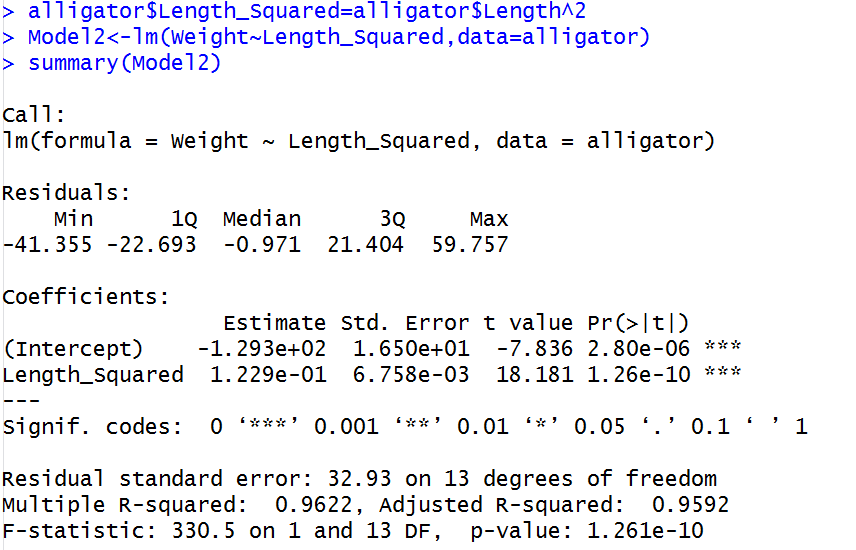 > alligator$Length_Squared=alligator$Length^2
> Model2<-lm(Weight~Length_Squared,data=alligator)
> summary(Model2)

Call:
lm(formula = Weight ~ Length_Squared, data = alligator)

Residuals:
    Min      1Q  Median      3Q     Max
-41.355 -22.693  -0.971  21.404  59.757

Coefficients:
                 Estimate Std. Error t value Pr(>|t|)
(Intercept)    -1.293e+02  1.650e+01  -7.836 2.80e-06 ***
Length_Squared  1.229e-01  6.758e-03  18.181 1.26e-10 ***
---
Signif. codes:  0 ‘***’ 0.001 ‘**’ 0.01 ‘*’ 0.05 ‘.’ 0.1 ‘ ’ 1

Residual standard error: 32.93 on 13 degrees of freedom
Multiple R-squared:  0.9622, Adjusted R-squared:  0.9592
F-statistic: 330.5 on 1 and 13 DF,  p-value: 1.261e-10